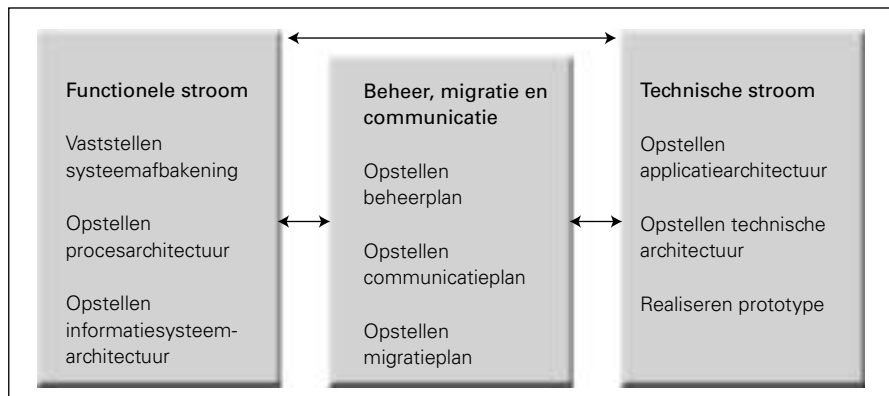 Functionele stroom
Vaststellen
systeemafbakening
Opstellen
procesarchitectuur
Opstellen
informatiesysteem-
architectuur
Beheer, migratie en
communicatie
Opstellen
beheerplan
Opstellen
communicatieplan
Opstellen
migratieplan
Technische stroom
Opstellen
applicatiearchitectuur
Opstellen technische
architectuur
Realiseren prototype